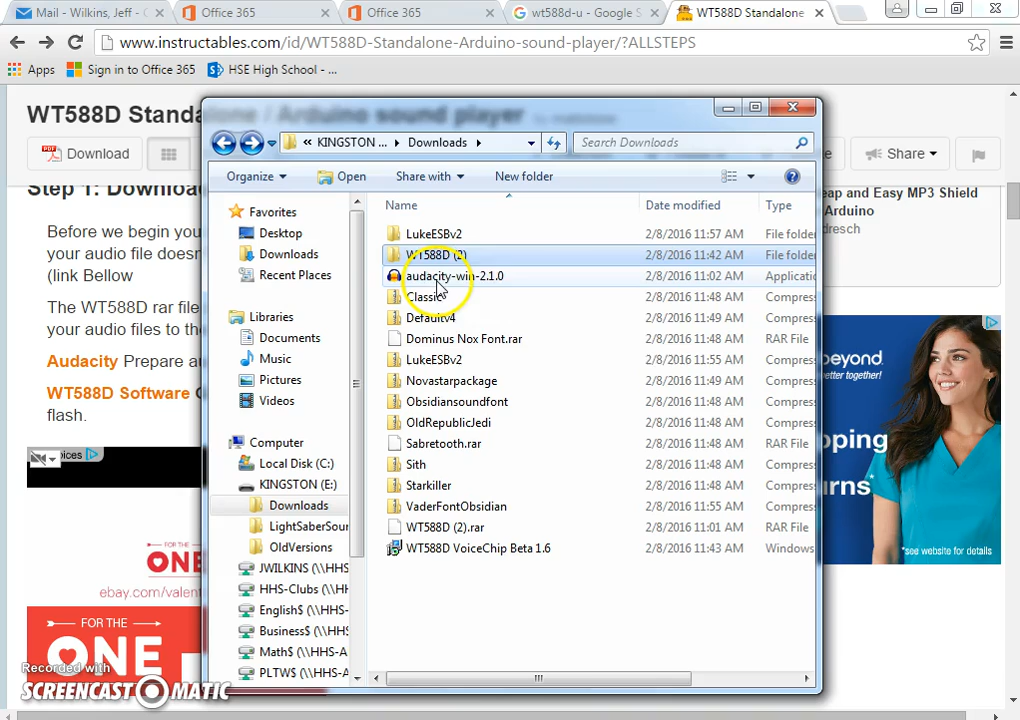 Mail - Wilkins, Jeff - 
Office 365
Office 365
wt588d-u - Google S
WT588D Standalone
www.instructables.com/id/WT588D-Standalone-Arduino-sound-player/?ALLSTEPS
Apps
Sign in to Office 365
HSE High School - ...
WT588D Standalone / Arduino sound player
Download
Share
Step 1: Downloa
Before we begin you
your audio file doesn
(link Bellow
The WT588D rar file
your audio files to the
Audacity Prepare au
WT588D Software
flash.
and Easy MP3 Shield
Arduino
dresch
« KINGSTON ... Downloads
Search Downloads
Organize
Open
Share with
New folder
Name
Date modified
Type
Favorites
Desktop
Downloads
Recent Places
Libraries
Documents
Music
Pictures
Videos
Computer
Local Disk (C:)
KINGSTON (E:)
Downloads
LightSaberSour
OldVersions
JWILKINS (\\HHS
HHS-Clubs (\\HHS
English$ (\\HHS-
Business$ (\\HHS
Math$ (\\HHS-A
PLTW$ (\\HHS-A
LukeESBv2 2/8/2016 11:57 AM File folder
WT588D (2) 2/8/2016 11:42 AM File folder
audacity-win-2.1.0 2/8/2016 11:02 AM Applicatio
Classic 2/8/2016 11:48 AM Compress
Defaultv4 2/8/2016 11:49 AM Compress
Dominus Nox Font.rar 2/8/2016 11:48 AM RAR File
LukeESBv2 2/8/2016 11:55 AM Compress
Novastarpackage 2/8/2016 11:49 AM Compress
Obsidiansoundfont 2/8/2016 11:49 AM Compress
OldRepublicJedi 2/8/2016 11:48 AM Compress
Sabretooth.rar 2/8/2016 11:48 AM RAR File
Sith 2/8/2016 11:48 AM Compress
Starkiller 2/8/2016 11:48 AM Compress
VaderFontObsidian 2/8/2016 11:55 AM Compress
WT588D (2).rar 2/8/2016 11:01 AM RAR File
WT588D VoiceChip Beta 1.6 2/8/2016 11:43 AM Windows
oices
FOR THE
ONE
ebay.com/valen
FOR THE
ONE
beyond.
better together!
*see website for details
Recorded with
SCREENCAST MATIC